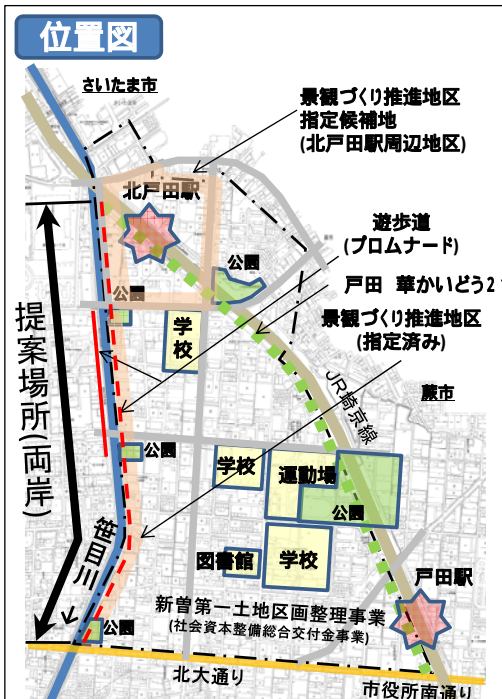 位置図
さいたま市
景観づくり推進地区
指定候補地
(北戸田駅周辺地区)
北戸田駅
遊歩道
(プロムナード)
公園
戸田 華かいどう21
公園
景観づくり推進地区
(指定済み)
学校
提案場所(両岸)
JR埼京線
蕨市
公園
学校
運動場
公園
笹目川
図書館
学校
戸田駅
新曽第一土地区画整理事業
(社会資本整備総合交付金事業)
公園
北大通り
市役所南通り